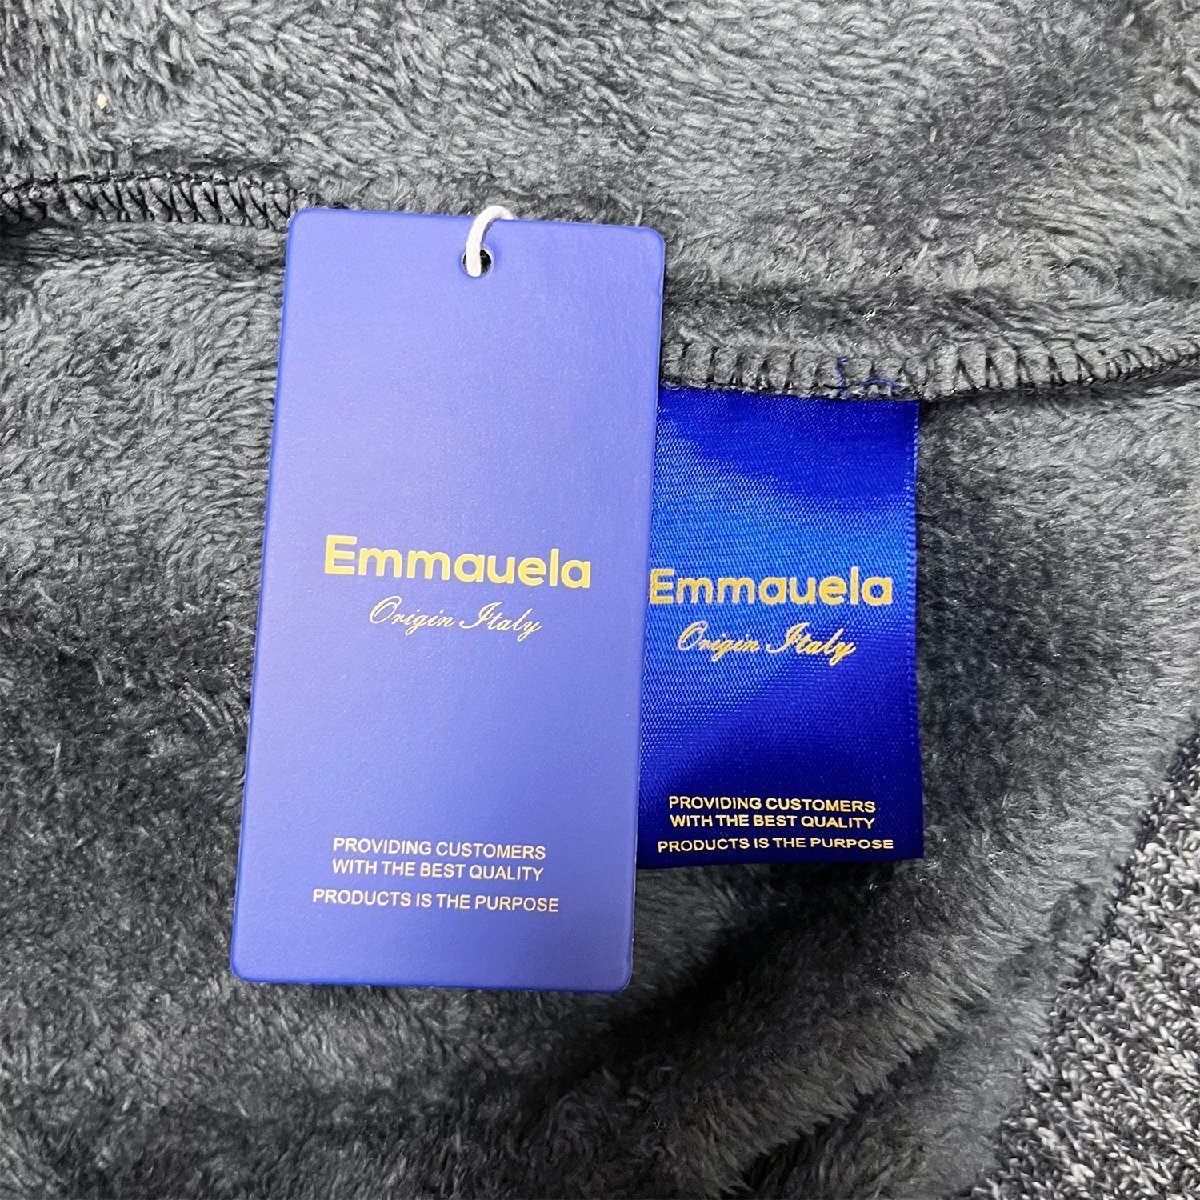 Emmauela
Origin Italy
PROVIDING CUSTOMERS
WITH THE BEST QUALITY
PRODUCTS IS THE PURPOSE
Emmauela
Origin Italy
PROVIDING CUSTOMERS
WITH THE BEST QUALITY
PRODUCTS IS THE PURPOSE